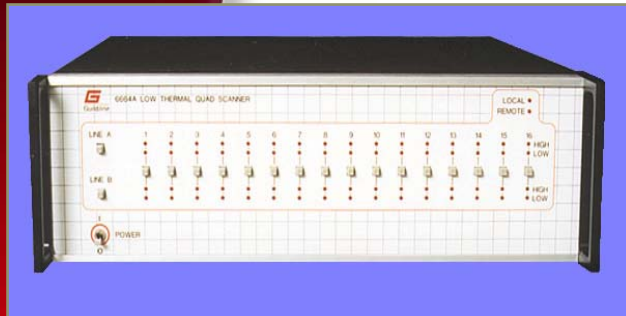 Guildline
6664A LOW THERMAL QUAD SCANNER
LOCAL
REMOTE
LINE A
1 2 3 4 5 6 7 8 9 10 11 12 13 14 15 16
HIGH
LOW
LINE B
HIGH
LOW
I
POWER
O